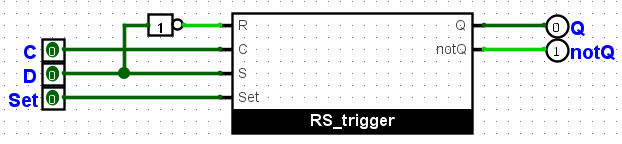 1 R Q 0 Q
C 0 C notQ 1 notQ
D 0 S
Set 0 Set
RS_trigger